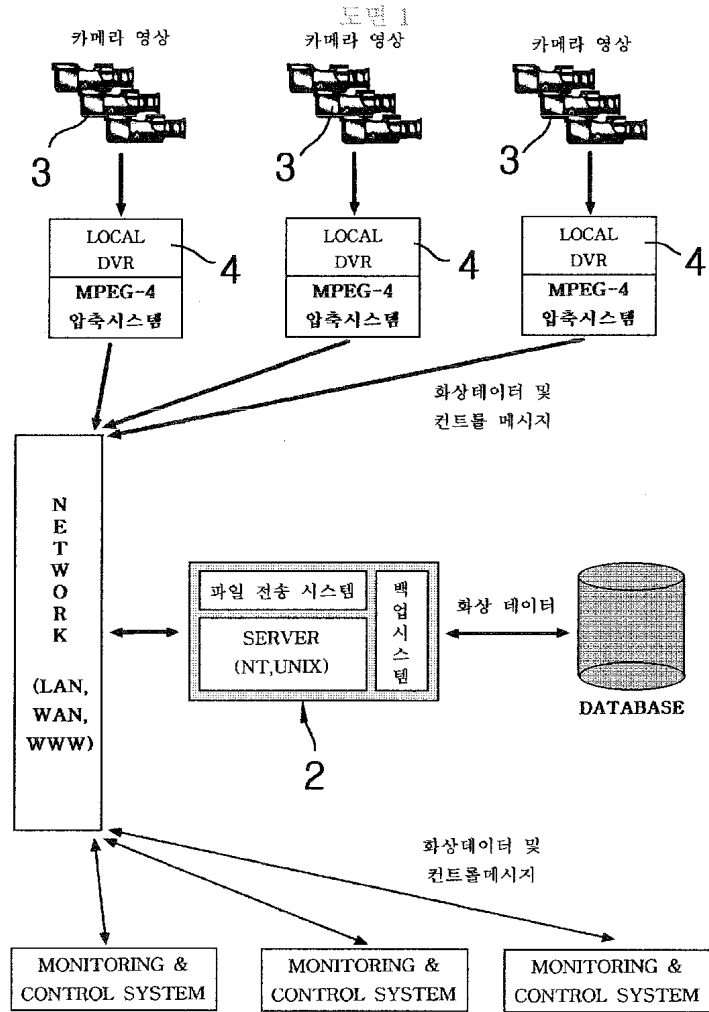 도면 1
카메라 영상
카메라 영상
카메라 영상
3
3
3
LOCAL
DVR
4
MPEG-4
압축시스템
LOCAL
DVR
4
MPEG-4
압축시스템
LOCAL
DVR
4
MPEG-4
압축시스템
화상데이터 및
컨트롤 메시지
NETWORK
(LAN,
WAN,
WWW)
파일 전송 시스템
SERVER
(NT,UNIX)
백업시스템
2
화상 데이터
DATABASE
화상데이터 및
컨트롤메시지
MONITORING &
CONTROL SYSTEM
MONITORING &
CONTROL SYSTEM
MONITORING &
CONTROL SYSTEM